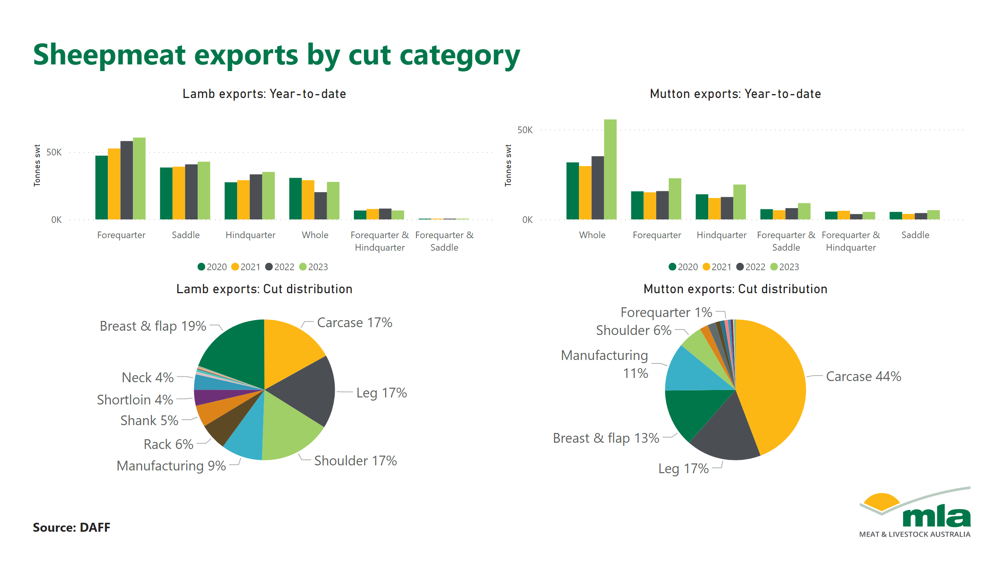 Sheepmeat exports by cut category
Lamb exports: Year-to-date
Tonnes swt
50K
0K
Forequarter
Saddle
Hindquarter
Whole
Forequarter &
Hindquarter
Forequarter &
Saddle
2020 2021 2022 2023
Mutton exports: Year-to-date
Tonnes swt
50K
0K
Whole
Forequarter
Hindquarter
Forequarter &
Saddle
Forequarter &
Hindquarter
Saddle
2020 2021 2022 2023
Lamb exports: Cut distribution
Breast & flap 19%
Carcase 17%
Neck 4%
Leg 17%
Shortloin 4%
Shank 5%
Rack 6%
Shoulder 17%
Manufacturing 9%
Mutton exports: Cut distribution
Forequarter 1%
Shoulder 6%
Manufacturing
11%
Carcase 44%
Breast & flap 13%
Leg 17%
Source: DAFF
mla
MEAT & LIVESTOCK AUSTRALIA